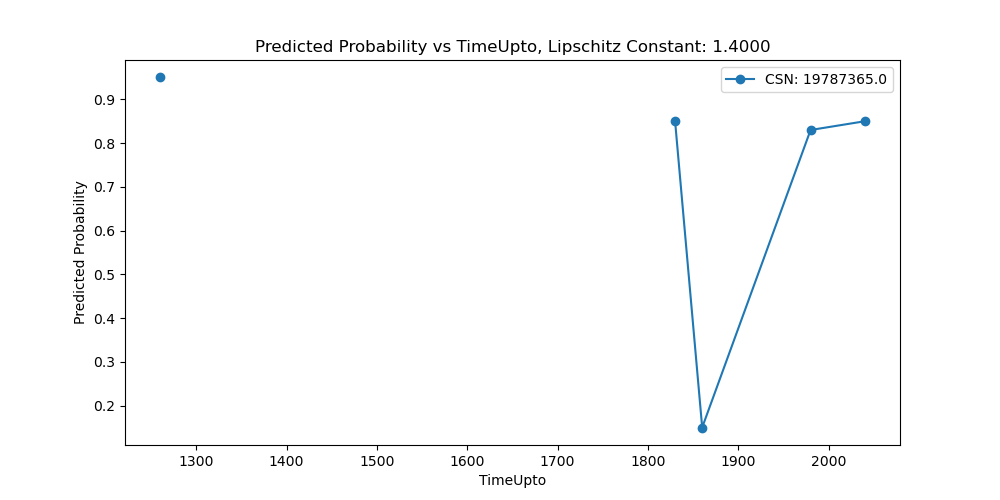 Predicted Probability vs TimeUpto, Lipschitz Constant: 1.4000
CSN: 19787365.0
Predicted Probability
0.9
0.8
0.7
0.6
0.5
0.4
0.3
0.2
1300 1400 1500 1600 1700 1800 1900 2000
TimeUpto